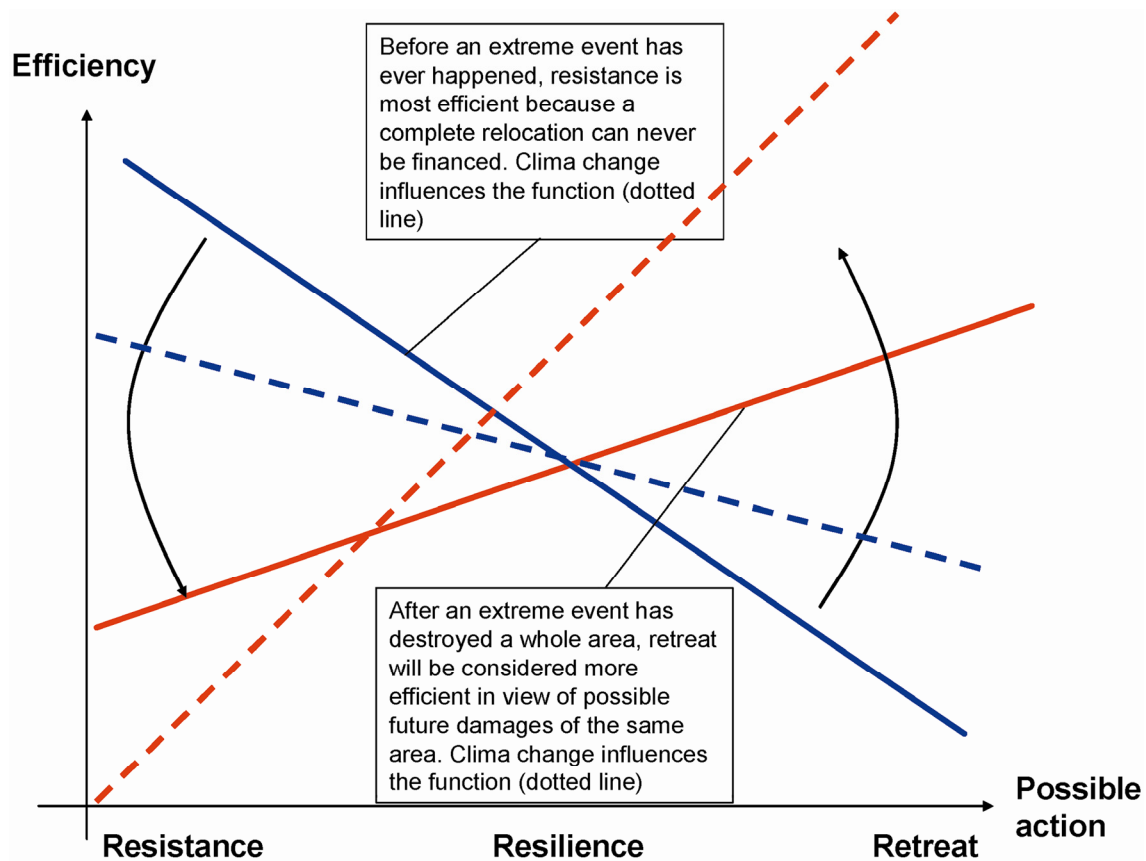 Efficiency
Before an extreme event has
ever happened, resistance is
most efficient because a
complete relocation can never
be financed. Clima change
influences the function (dotted
line)
After an extreme event has
destroyed a whole area, retreat
will be considered more
efficient in view of possible
future damages of the same
area. Clima change influences
the function (dotted line)
Possible
action
Resistance
Resilience
Retreat